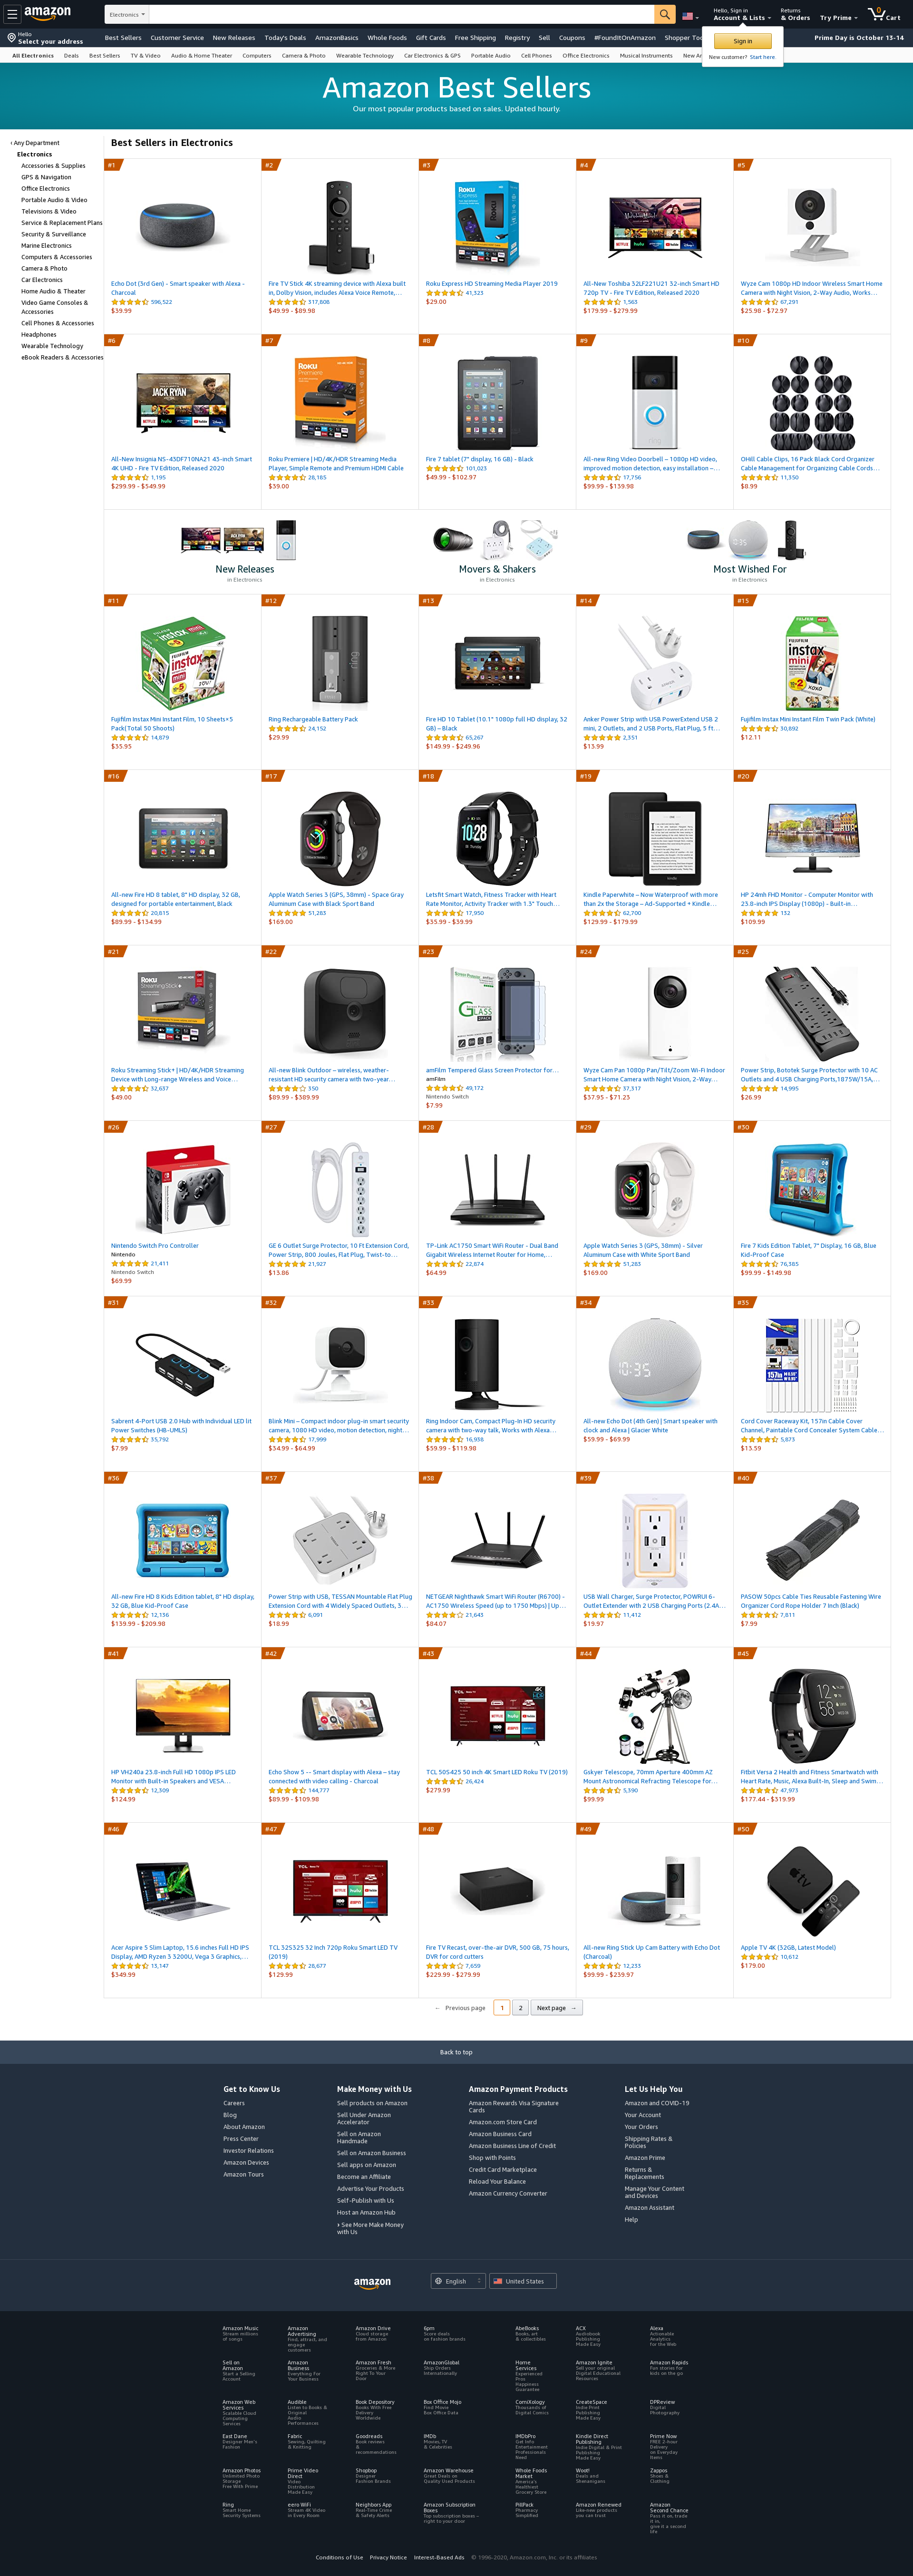 amazon
Electronics
Hello, Sign in
Account & Lists
Returns
& Orders
Try Prime
0
Cart
Hello
Select your address
Best Sellers Customer Service New Releases Today's Deals AmazonBasics Whole Foods Gift Cards Free Shipping Registry Sell Coupons #FoundItOnAmazon Shopper
Prime Day is October 13-14
Sign in
New customer? Start here.
All Electronics Deals Best Sellers TV & Video Audio & Home Theater Computers Camera & Photo Wearable Technology Car Electronics & GPS Portable Audio Cell Phones Office Electronics Musical Instruments
Amazon Best Sellers
Our most popular products based on sales. Updated hourly.
‹ Any Department
Electronics
Accessories & Supplies
GPS & Navigation
Office Electronics
Portable Audio & Video
Televisions & Video
Service & Replacement Plans
Security & Surveillance
Marine Electronics
Computers & Accessories
Camera & Photo
Car Electronics
Home Audio & Theater
Video Game Consoles &
Accessories
Cell Phones & Accessories
Headphones
Wearable Technology
eBook Readers & Accessories
Best Sellers in Electronics
#1
Echo Dot (3rd Gen) - Smart speaker with Alexa -
Charcoal
596,522
$39.99
#2
Fire TV Stick 4K streaming device with Alexa built
in, Dolby Vision, includes Alexa Voice Remote,…
317,808
$49.99 - $89.98
#3
Roku Express HD Streaming Media Player 2019
41,323
$29.00
#4
All-New Toshiba 32LF221U21 32-inch Smart HD
720p TV - Fire TV Edition, Released 2020
1,563
$179.99 - $279.99
#5
Wyze Cam 1080p HD Indoor Wireless Smart Home
Camera with Night Vision, 2-Way Audio, Works…
67,291
$25.98 - $72.97
#6
All-New Insignia NS-43DF710NA21 43-inch Smart
4K UHD - Fire TV Edition, Released 2020
1,195
$299.99 - $549.99
#7
Roku Premiere | HD/4K/HDR Streaming Media
Player, Simple Remote and Premium HDMI Cable
28,165
$39.00
#8
Fire 7 tablet (7" display, 16 GB) - Black
101,023
$49.99 - $102.97
#9
All-new Ring Video Doorbell – 1080p HD video,
improved motion detection, easy installation –…
17,756
$99.99 - $139.98
#10
OHill Cable Clips, 16 Pack Black Cord Organizer
Cable Management for Organizing Cable Cords…
11,350
$8.99
New Releases
in Electronics
Movers & Shakers
in Electronics
Most Wished For
in Electronics
#11
Fujifilm Instax Mini Instant Film, 10 Sheets×5
Pack(Total 50 Shoots)
14,879
$35.95
#12
Ring Rechargeable Battery Pack
24,152
$29.99
#13
Fire HD 10 Tablet (10.1" 1080p full HD display, 32
GB) – Black
65,267
$149.99 - $249.96
#14
Anker Power Strip with USB PowerExtend USB 2
mini, 2 Outlets, and 2 USB Ports, Flat Plug, 5 ft…
2,351
$13.99
#15
Fujifilm Instax Mini Instant Film Twin Pack (White)
30,892
$12.11
#16
All-new Fire HD 8 tablet, 8" HD display, 32 GB,
designed for portable entertainment, Black
20,815
$89.99 - $134.99
#17
Apple Watch Series 3 (GPS, 38mm) - Space Gray
Aluminum Case with Black Sport Band
51,283
$169.00
#18
Letsfit Smart Watch, Fitness Tracker with Heart
Rate Monitor, Activity Tracker with 1.3" Touch…
17,950
$35.99 - $39.99
#19
Kindle Paperwhite – Now Waterproof with more
than 2x the Storage – Ad-Supported + Kindle…
62,700
$129.99 - $179.99
#20
HP 24mh FHD Monitor - Computer Monitor with
23.8-inch IPS Display (1080p) - Built-in…
132
$109.99
#21
Roku Streaming Stick+ | HD/4K/HDR Streaming
Device with Long-range Wireless and Voice…
32,637
$49.00
#22
All-new Blink Outdoor – wireless, weather-
resistant HD security camera with two-year…
350
$89.99 - $389.99
#23
amFilm Tempered Glass Screen Protector for…
amFilm
49,172
Nintendo Switch
$7.99
#24
Wyze Cam Pan 1080p Pan/Tilt/Zoom Wi-Fi Indoor
Smart Home Camera with Night Vision, 2-Way…
37,317
$37.95 - $71.23
#25
Power Strip, Bototek Surge Protector with 10 AC
Outlets and 4 USB Charging Ports,1875W/15A,…
14,995
$26.99
#26
Nintendo Switch Pro Controller
Nintendo
21,411
Nintendo Switch
$69.99
#27
GE 6 Outlet Surge Protector, 10 Ft Extension Cord,
Power Strip, 800 Joules, Flat Plug, Twist-to…
21,927
$13.86
#28
TP-Link AC1750 Smart WiFi Router - Dual Band
Gigabit Wireless Internet Router for Home,…
22,874
$64.99
#29
Apple Watch Series 3 (GPS, 38mm) - Silver
Aluminum Case with White Sport Band
51,283
$169.00
#30
Fire 7 Kids Edition Tablet, 7" Display, 16 GB, Blue
Kid-Proof Case
76,385
$99.99 - $149.98
#31
Sabrent 4-Port USB 2.0 Hub with Individual LED lit
Power Switches (HB-UMLS)
35,792
$7.99
#32
Blink Mini – Compact indoor plug-in smart security
camera, 1080 HD video, motion detection, night…
17,999
$34.99 - $64.99
#33
Ring Indoor Cam, Compact Plug-In HD security
camera with two-way talk, Works with Alexa…
16,938
$59.99 - $119.98
#34
All-new Echo Dot (4th Gen) | Smart speaker with
clock and Alexa | Glacier White
$59.99 - $69.99
#35
Cord Cover Raceway Kit, 157in Cable Cover
Channel, Paintable Cord Concealer System Cable…
5,873
$13.59
#36
All-new Fire HD 8 Kids Edition tablet, 8" HD display,
32 GB, Blue Kid-Proof Case
12,136
$139.99 - $209.98
#37
Power Strip with USB, TESSAN Mountable Flat Plug
Extension Cord with 4 Widely Spaced Outlets, 3…
6,091
$18.99
#38
NETGEAR Nighthawk Smart WiFi Router (R6700) -
AC1750 Wireless Speed (up to 1750 Mbps) | Up…
21,643
$84.07
#39
USB Wall Charger, Surge Protector, POWRUI 6-
Outlet Extender with 2 USB Charging Ports (2.4A…
11,412
$19.97
#40
PASOW 50pcs Cable Ties Reusable Fastening Wire
Organizer Cord Rope Holder 7 Inch (Black)
7,811
$7.99
#41
HP VH240a 23.8-inch Full HD 1080p IPS LED
Monitor with Built-in Speakers and VESA…
12,309
$124.99
#42
Echo Show 5 -- Smart display with Alexa – stay
connected with video calling - Charcoal
144,777
$89.99 - $109.98
#43
TCL 50S425 50 inch 4K Smart LED Roku TV (2019)
26,424
$279.99
#44
Gskyer Telescope, 70mm Aperture 400mm AZ
Mount Astronomical Refracting Telescope for…
5,390
$99.99
#45
Fitbit Versa 2 Health and Fitness Smartwatch with
Heart Rate, Music, Alexa Built-In, Sleep and Swim…
47,973
$177.44 - $319.99
#46
Acer Aspire 5 Slim Laptop, 15.6 inches Full HD IPS
Display, AMD Ryzen 3 3200U, Vega 3 Graphics,…
13,147
$349.99
#47
TCL 32S325 32 Inch 720p Roku Smart LED TV
(2019)
28,677
$129.99
#48
Fire TV Recast, over-the-air DVR, 500 GB, 75 hours,
DVR for cord cutters
7,659
$229.99 - $279.99
#49
All-new Ring Stick Up Cam Battery with Echo Dot
(Charcoal)
12,233
$99.99 - $239.97
#50
Apple TV 4K (32GB, Latest Model)
10,612
$179.00
← Previous page 1 2 Next page →
Back to top
Get to Know Us
Careers
Blog
About Amazon
Press Center
Investor Relations
Amazon Devices
Amazon Tours
Make Money with Us
Sell products on Amazon
Sell Under Amazon
Accelerator
Sell on Amazon
Handmade
Sell on Amazon Business
Sell apps on Amazon
Become an Affiliate
Advertise Your Products
Self-Publish with Us
Host an Amazon Hub
› See More Make Money
with Us
Amazon Payment Products
Amazon Rewards Visa Signature
Cards
Amazon.com Store Card
Amazon Business Card
Amazon Business Line of Credit
Shop with Points
Credit Card Marketplace
Reload Your Balance
Amazon Currency Converter
Let Us Help You
Amazon and COVID-19
Your Account
Your Orders
Shipping Rates &
Policies
Amazon Prime
Returns &
Replacements
Manage Your Content
and Devices
Amazon Assistant
Help
amazon
English
United States
Amazon Music
Stream millions
of songs
Amazon
Advertising
Find, attract, and
engage
customers
Amazon Drive
Cloud storage
from Amazon
6pm
Score deals
on fashion brands
AbeBooks
Books, art
& collectibles
ACX
Audiobook
Publishing
Made Easy
Alexa
Actionable
Analytics
for the Web
Sell on
Amazon
Start a Selling
Account
Amazon
Business
Everything For
Your Business
Amazon Fresh
Groceries & More
Right To Your
Door
AmazonGlobal
Ship Orders
Internationally
Home
Services
Experienced
Pros
Happiness
Guarantee
Amazon Ignite
Sell your original
Digital Educational
Resources
Amazon Rapids
Fun stories for
kids on the go
Amazon Web
Services
Scalable Cloud
Computing
Services
Audible
Listen to Books &
Original
Audio
Performances
Book Depository
Books With Free
Delivery
Worldwide
Box Office Mojo
Find Movie
Box Office Data
ComiXology
Thousands of
Digital Comics
CreateSpace
Indie Print
Publishing
Made Easy
DPReview
Digital
Photography
East Dane
Designer Men's
Fashion
Fabric
Sewing, Quilting
& Knitting
Goodreads
Book reviews
&
recommendations
IMDb
Movies, TV
& Celebrities
IMDbPro
Get Info
Entertainment
Professionals
Need
Kindle Direct
Publishing
Indie Digital & Print
Publishing
Made Easy
Prime Now
FREE 2-hour
Delivery
on Everyday
Items
Amazon Photos
Unlimited Photo
Storage
Free With Prime
Prime Video
Direct
Video
Distribution
Made Easy
Shopbop
Designer
Fashion Brands
Amazon Warehouse
Great Deals on
Quality Used Products
Whole Foods
Market
America's
Healthiest
Grocery Store
Woot!
Deals and
Shenanigans
Zappos
Shoes &
Clothing
Ring
Smart Home
Security Systems
eero WiFi
Stream 4K Video
in Every Room
Neighbors App
Real-Time Crime
& Safety Alerts
Amazon Subscription
Boxes
Top subscription boxes –
right to your door
PillPack
Pharmacy
Simplified
Amazon Renewed
Like-new products
you can trust
Amazon
Second Chance
Pass it on, trade
it in,
give it a second
life
Conditions of Use Privacy Notice Interest-Based Ads © 1996-2020, Amazon.com, Inc. or its affiliates